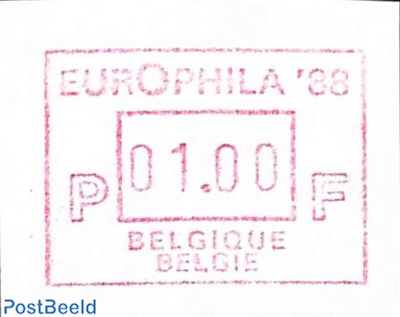 EUROPHILA '88
P 01.00 F
BELGIQUE
BELGIE
PostBeeld